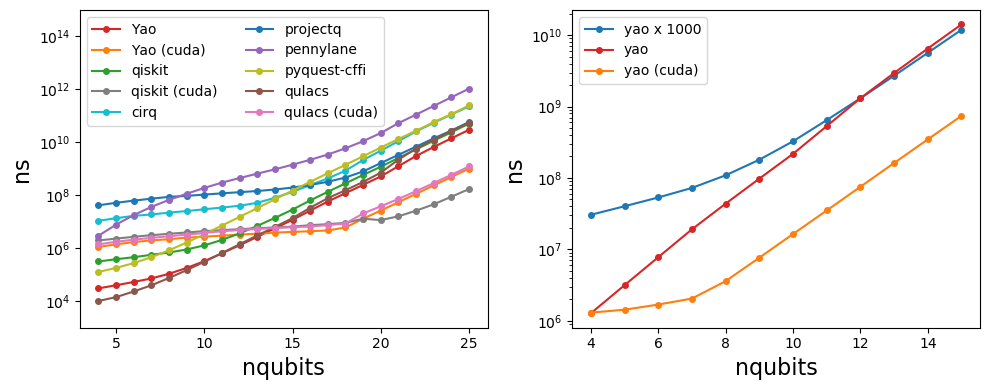 10^14
10^12
10^10
10^8
10^6
10^4
ns
Yao
Yao (cuda)
qiskit
qiskit (cuda)
cirq
projectq
pennylane
pyquest-cffi
qulacs
qulacs (cuda)
5 10 15 20 25
nqubits
10^10
10^9
10^8
10^7
10^6
ns
yao x 1000
yao
yao (cuda)
4 6 8 10 12 14
nqubits